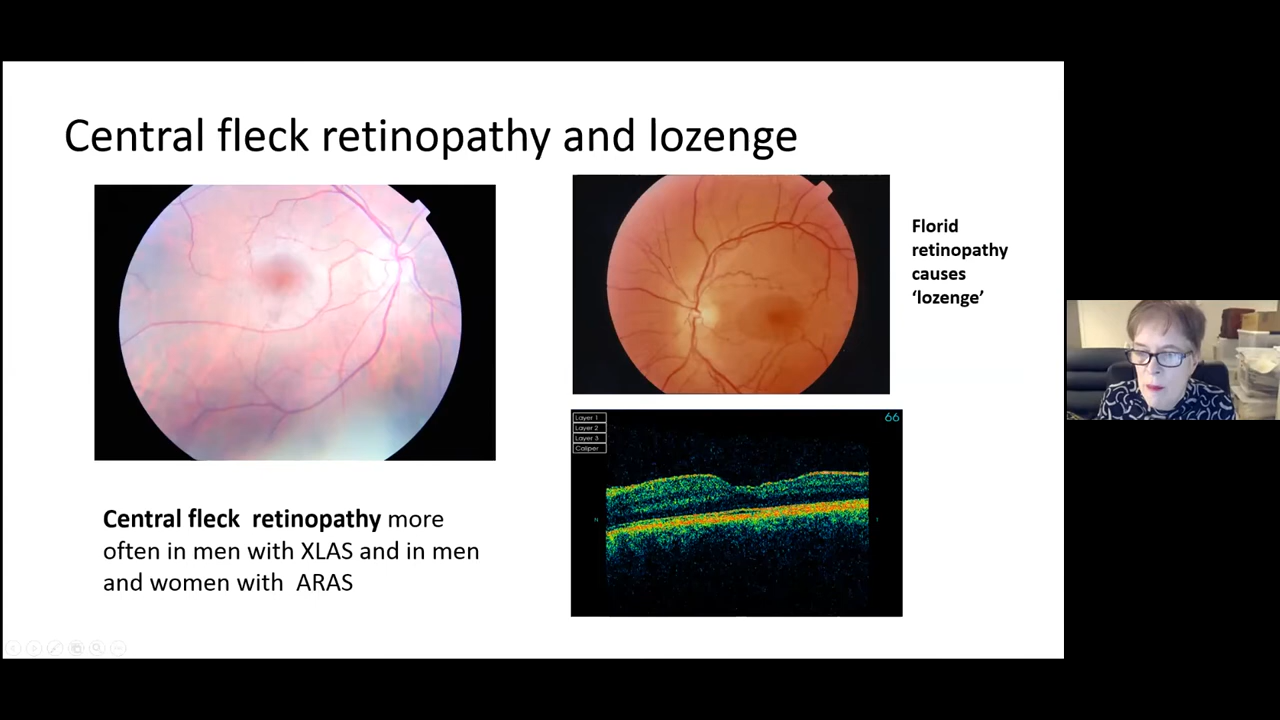 Central fleck retinopathy and lozenge
Florid
retinopathy
causes
‘lozenge’
Layer 1
Layer 2
Layer 3
Caliper
66
N
Central fleck retinopathy more
often in men with XLAS and in men
and women with ARAS